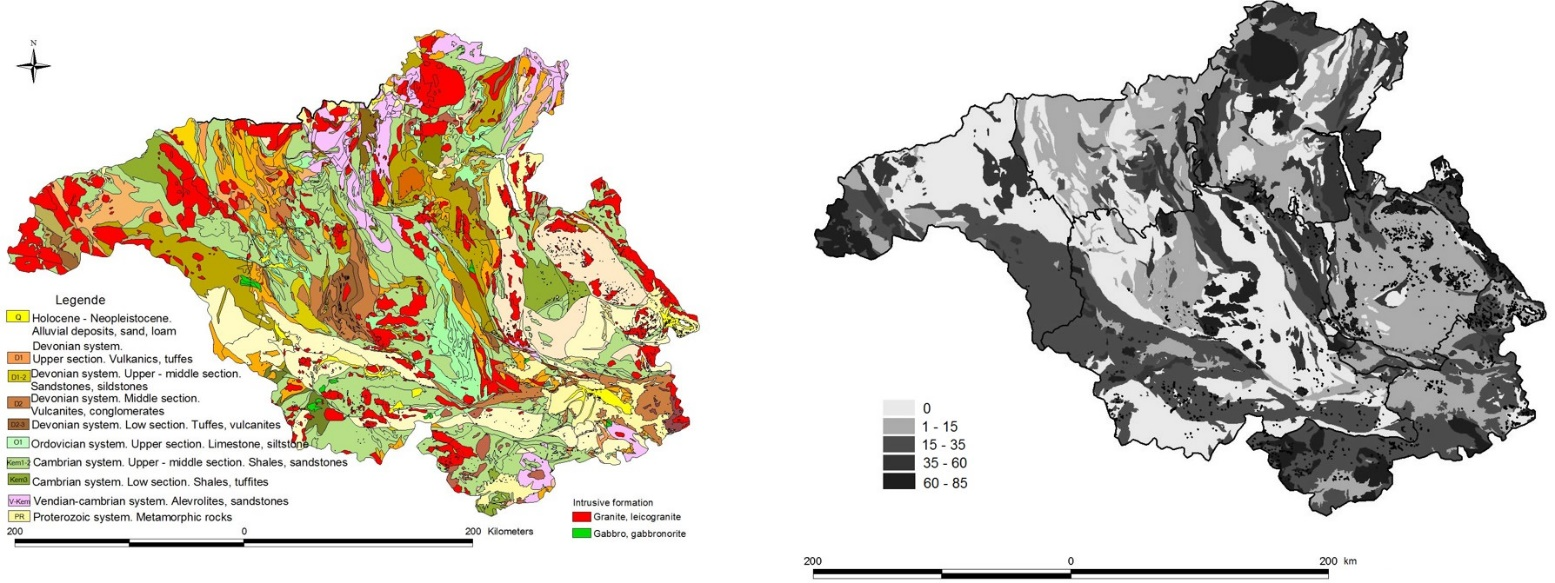 N
Legende
Q Holocene - Neopleistocene.
Alluvial deposits, sand, loam
Devonian system.
D1 Upper section. Vulkanics, tuffes
D1-2 Devonian system. Upper - middle section.
Sandstones, sildstones
D2 Devonian system. Middle section.
Vulcanites, conglomerates
D2-3 Devonian system. Low section. Tuffes, vulcanites
O1 Ordovician system. Upper section. Limestone, siltstone
Kem1-2 Cambrian system. Upper - middle section. Shales, sandstones
Kem3 Cambrian system. Low section. Shales, tuffites
V-Kem Vendian-cambrian system. Alevrolites, sandstones
PR Proterozoic system. Metamorphic rocks
Intrusive formation
Granite, leicogranite
Gabbro, gabbronorite
200 0 200 Kilometers
0
1 - 15
15 - 35
35 - 60
60 - 85
200 0 200 km